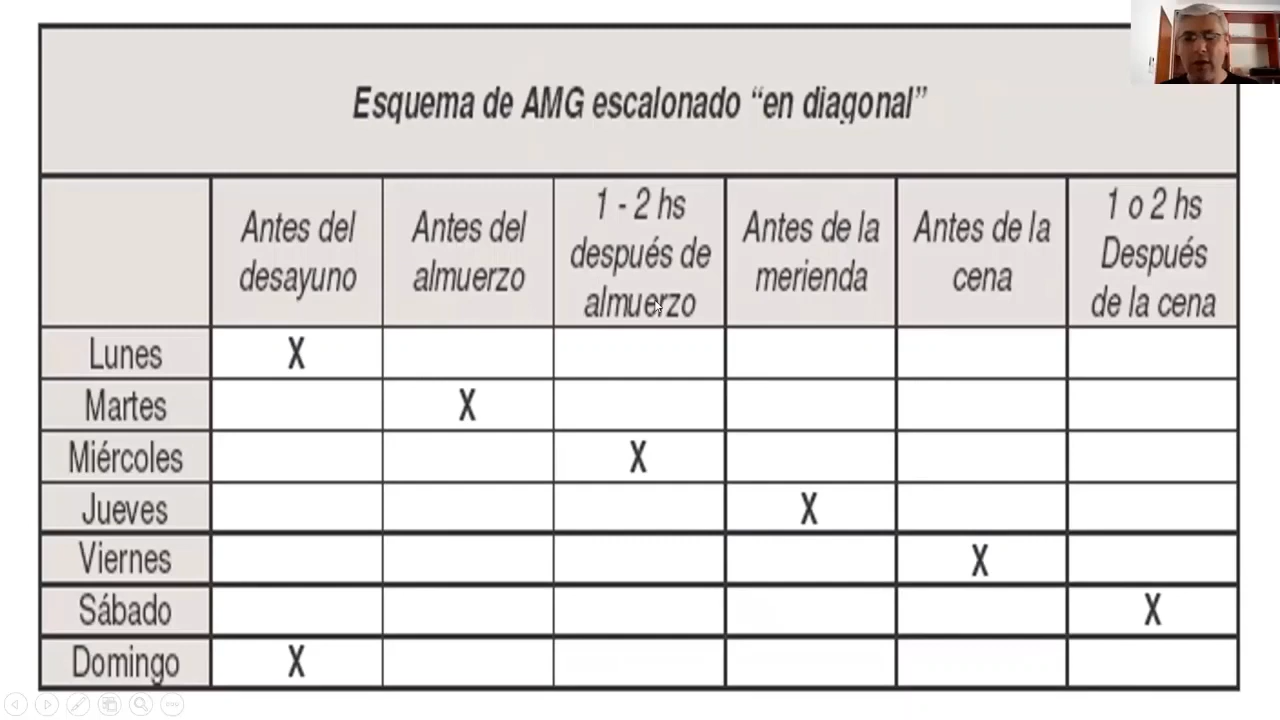 Esquema de AMG escalonado “en diagonal”
Antes del
desayuno
Antes del
almuerzo
1 - 2 hs
después de
almuerzo
Antes de la
merienda
Antes de la
cena
1 o 2 hs
Después
de la cena
Lunes X
Martes X
Miércoles X
Jueves X
Viernes X
Sábado X
Domingo X